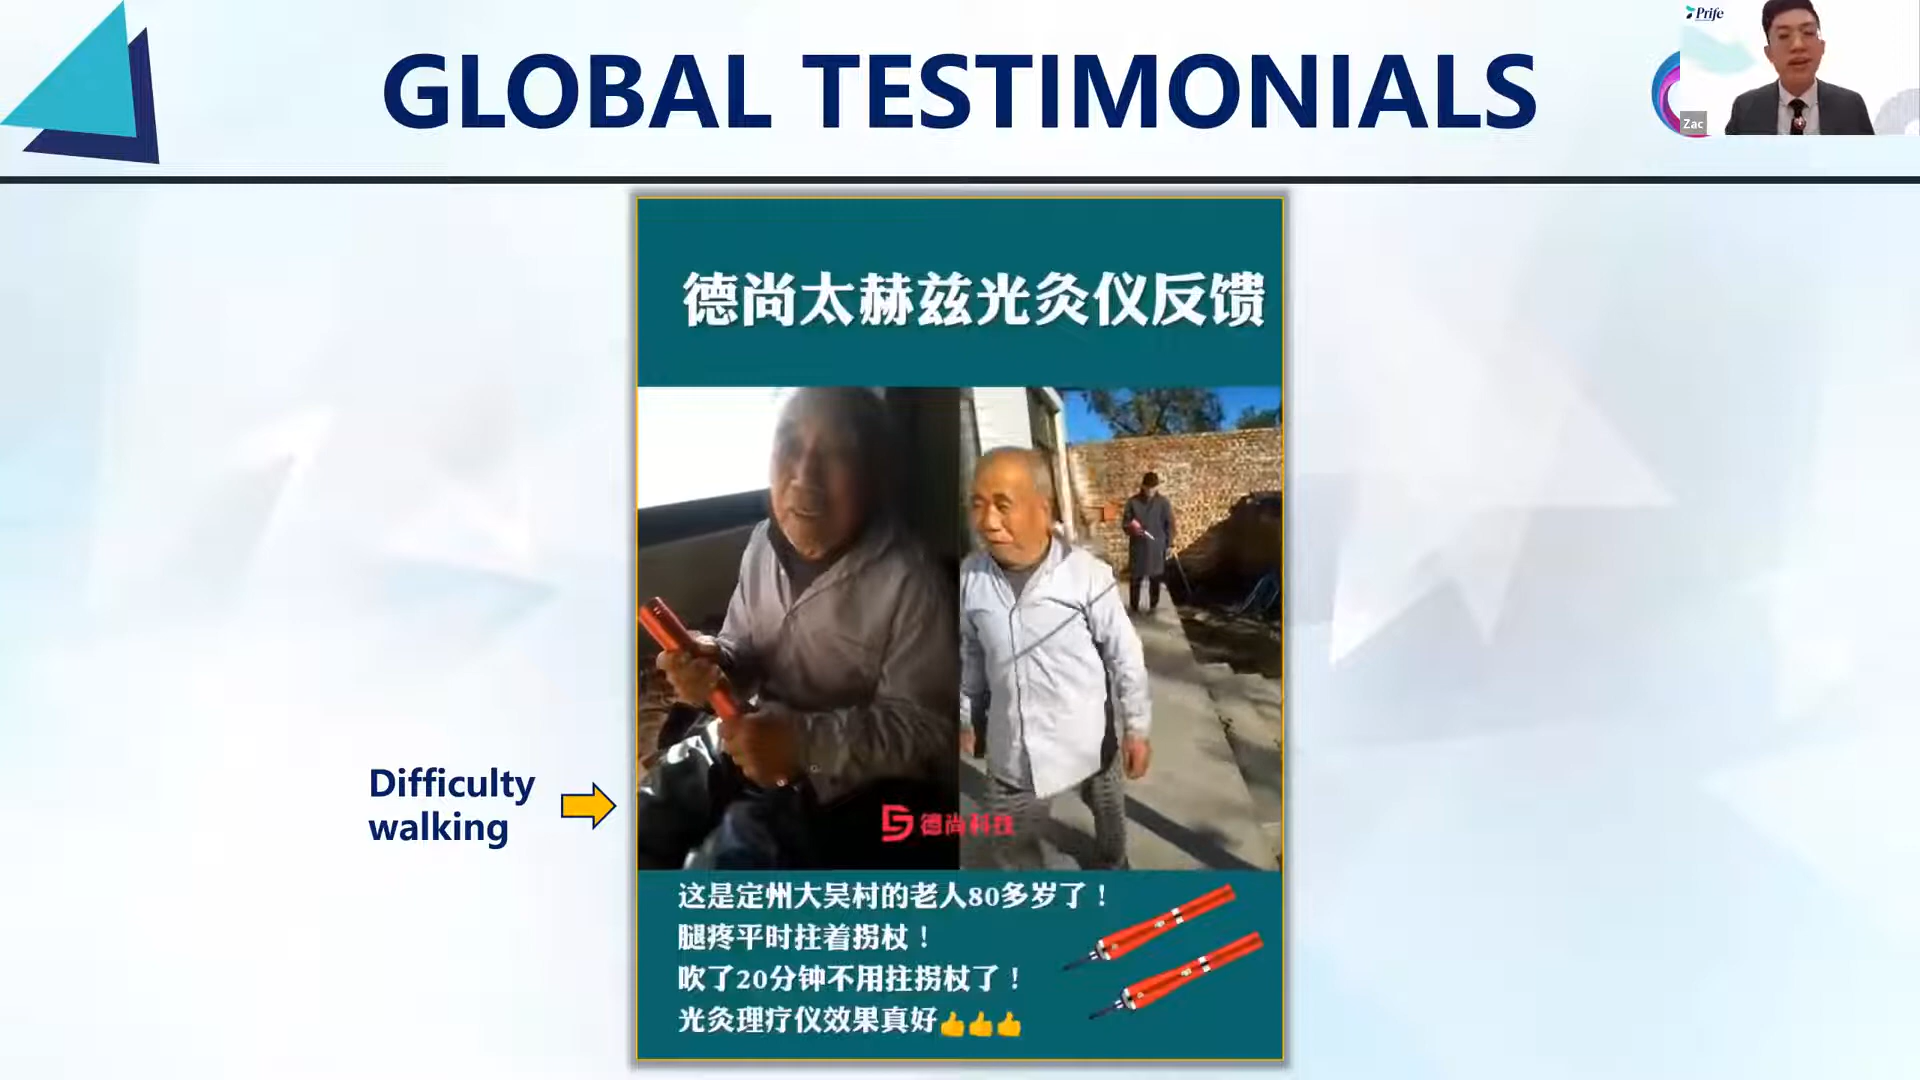 GLOBAL TESTIMONIALS
Prife
Zac
德尚太赫兹光灸仪反馈
Difficulty
walking
德尚科技
这是定州大吴村的老人80多岁了！
腿疼平时拄着拐杖！
吹了20分钟不用拄拐杖了！
光灸理疗仪效果真好👍👍👍